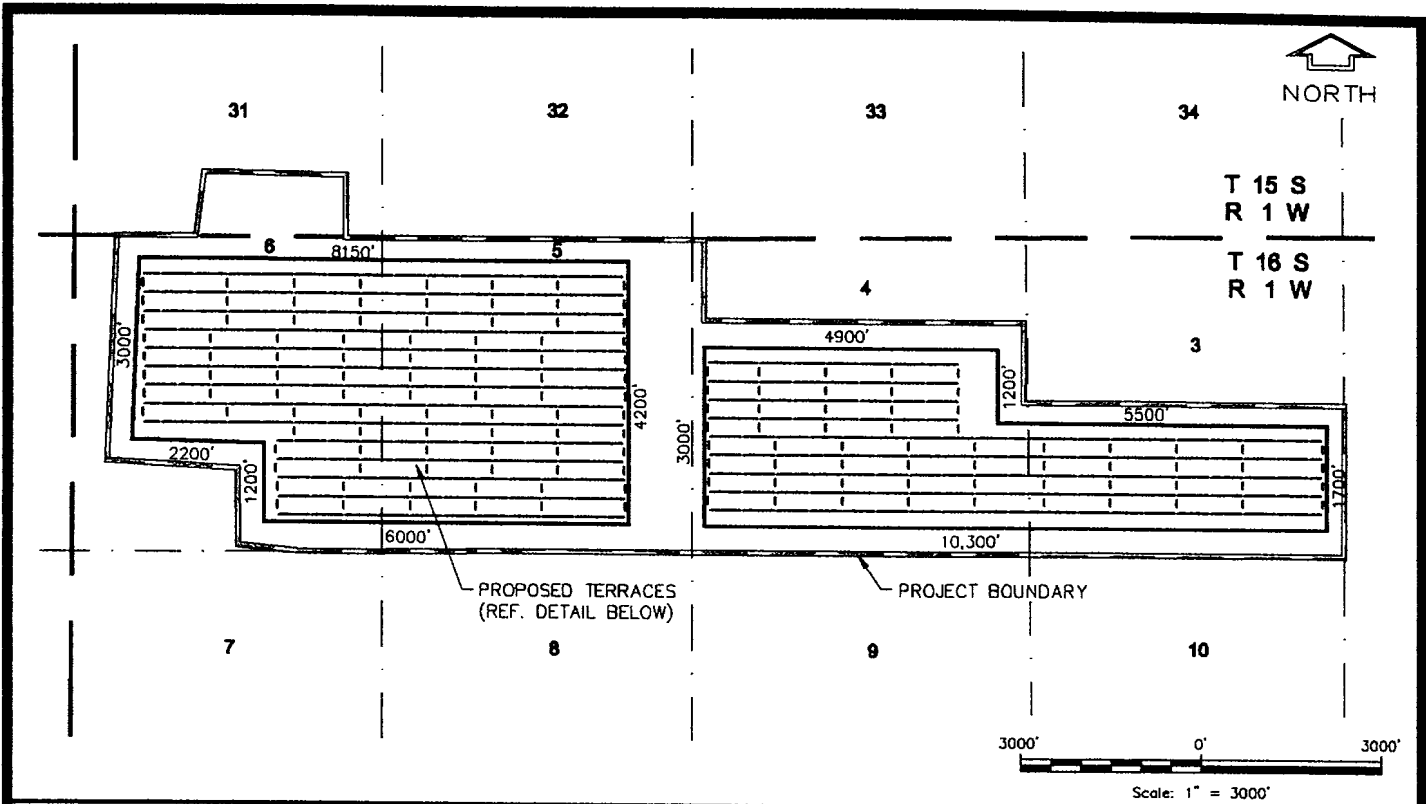 31
32
33
34
NORTH
T 15 S
R 1 W
T 16 S
R 1 W
6
8150'
5
4
3
3000'
4900'
1200'
5500'
4200'
3000'
2200'
1200'
1700'
6000'
10,300'
PROPOSED TERRACES
(REF. DETAIL BELOW)
PROJECT BOUNDARY
7
8
9
10
3000' 0' 3000'
Scale: 1" = 3000'